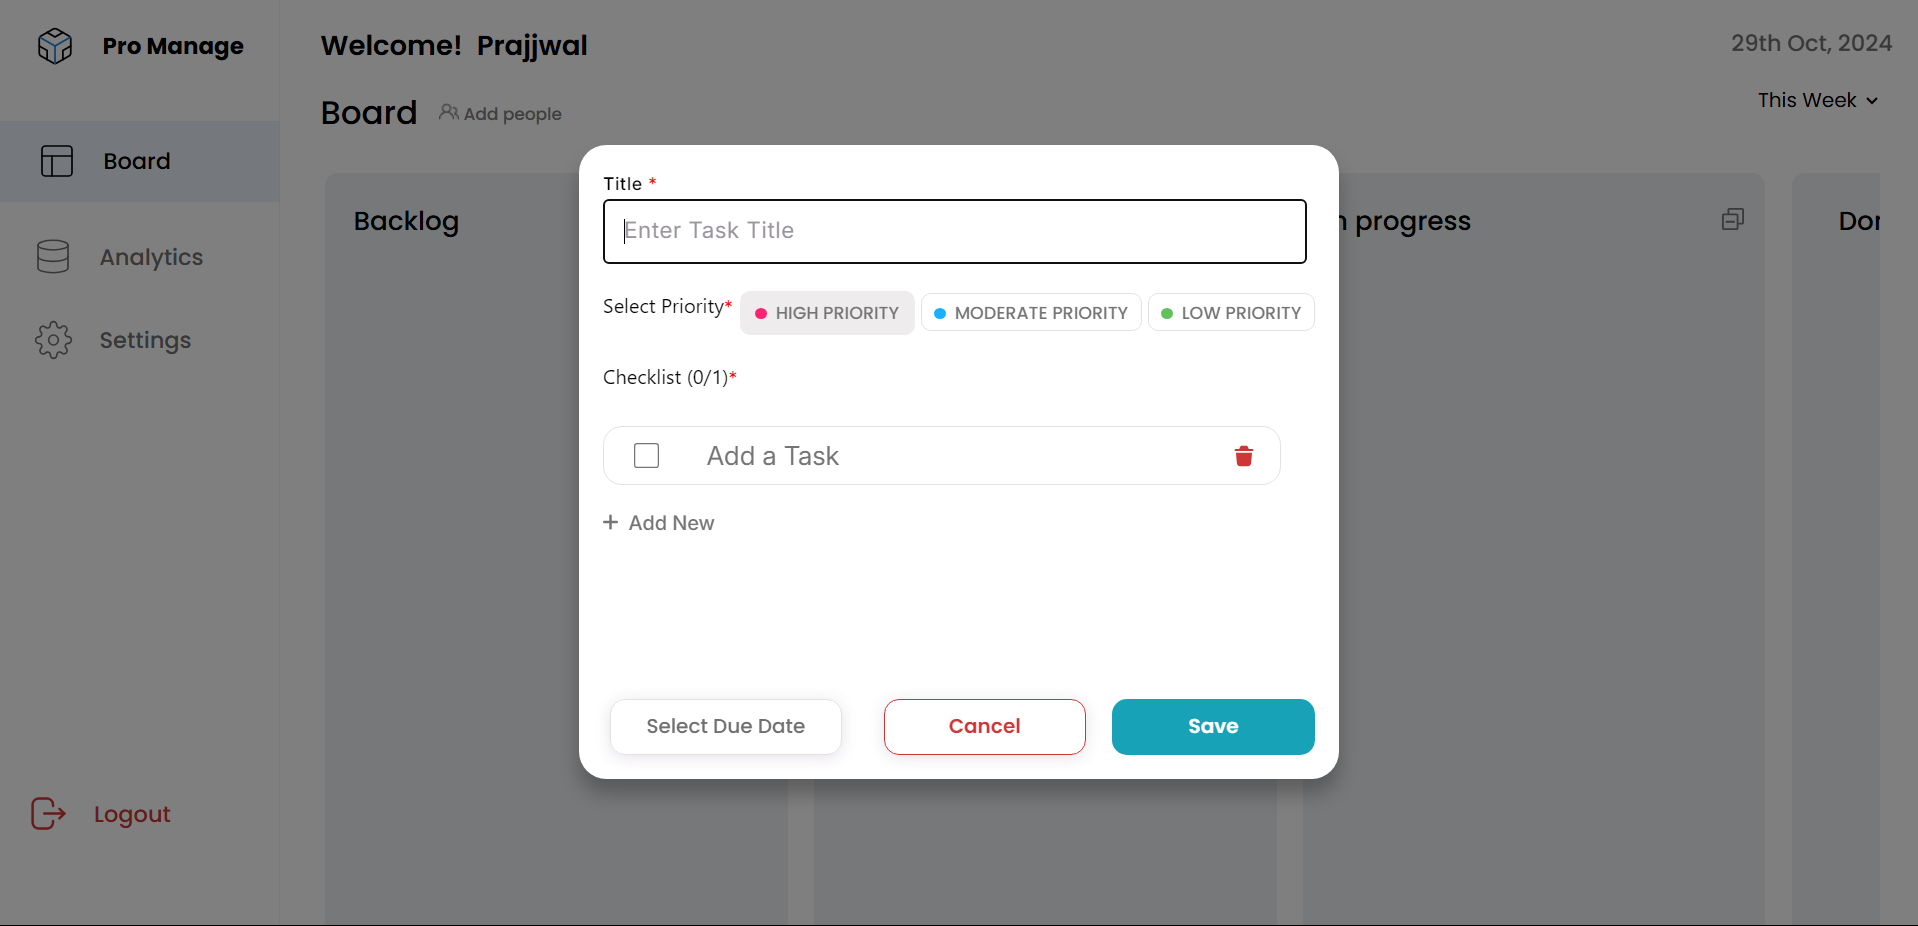 Pro Manage
Welcome! Prajjwal
29th Oct, 2024
Board
Add people
This Week
Board
Analytics
Settings
Logout
Backlog
progress
Title *
Enter Task Title
Select Priority*
HIGH PRIORITY
MODERATE PRIORITY
LOW PRIORITY
Checklist (0/1)*
Add a Task
+ Add New
Select Due Date
Cancel
Save